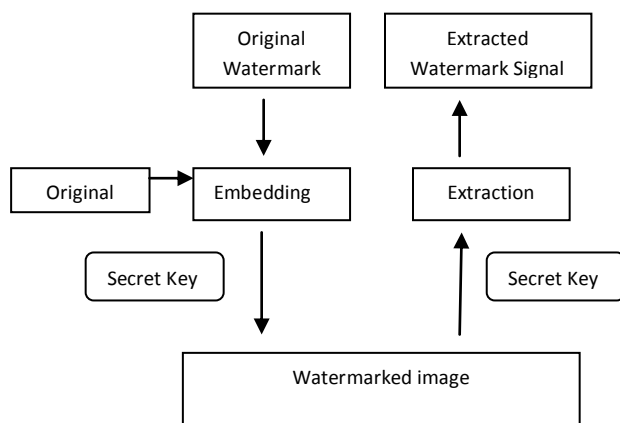 Original
Watermark
Extracted
Watermark Signal
Original
Embedding
Extraction
Secret Key
Secret Key
Watermarked image